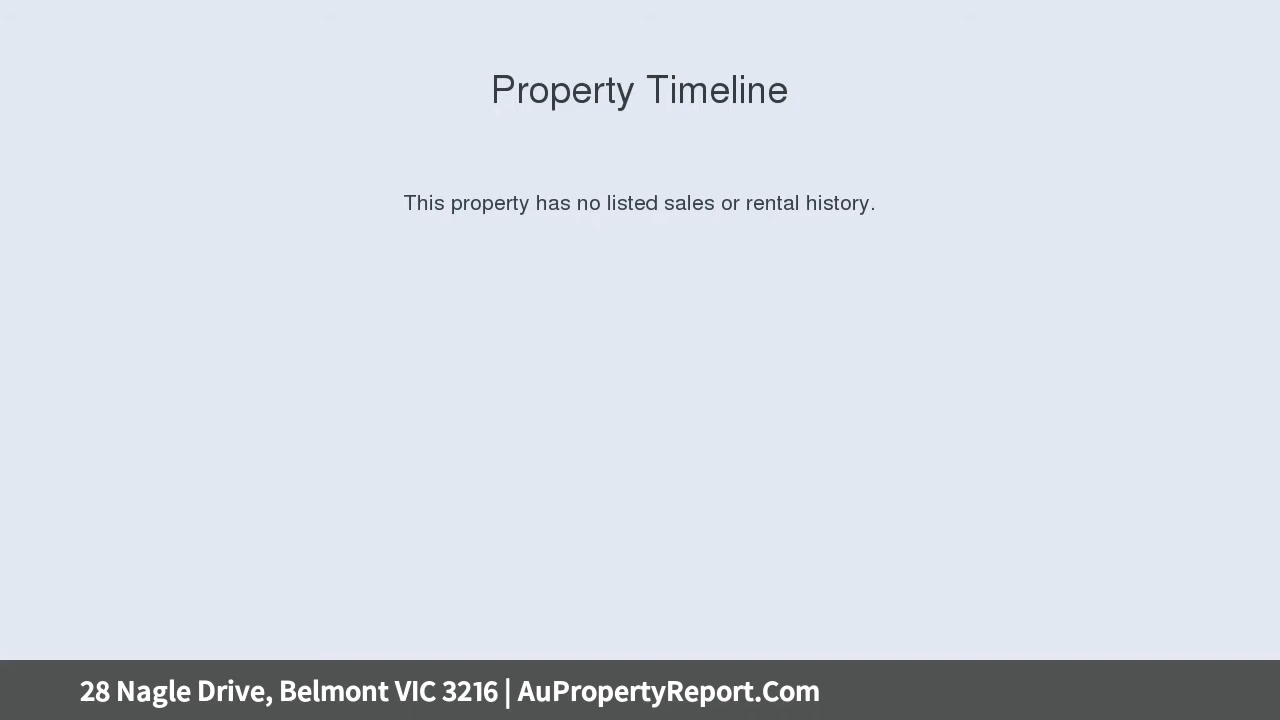 Property Timeline
This property has no listed sales or rental history.
28 Nagle Drive, Belmont VIC 3216 | AuPropertyReport.Com